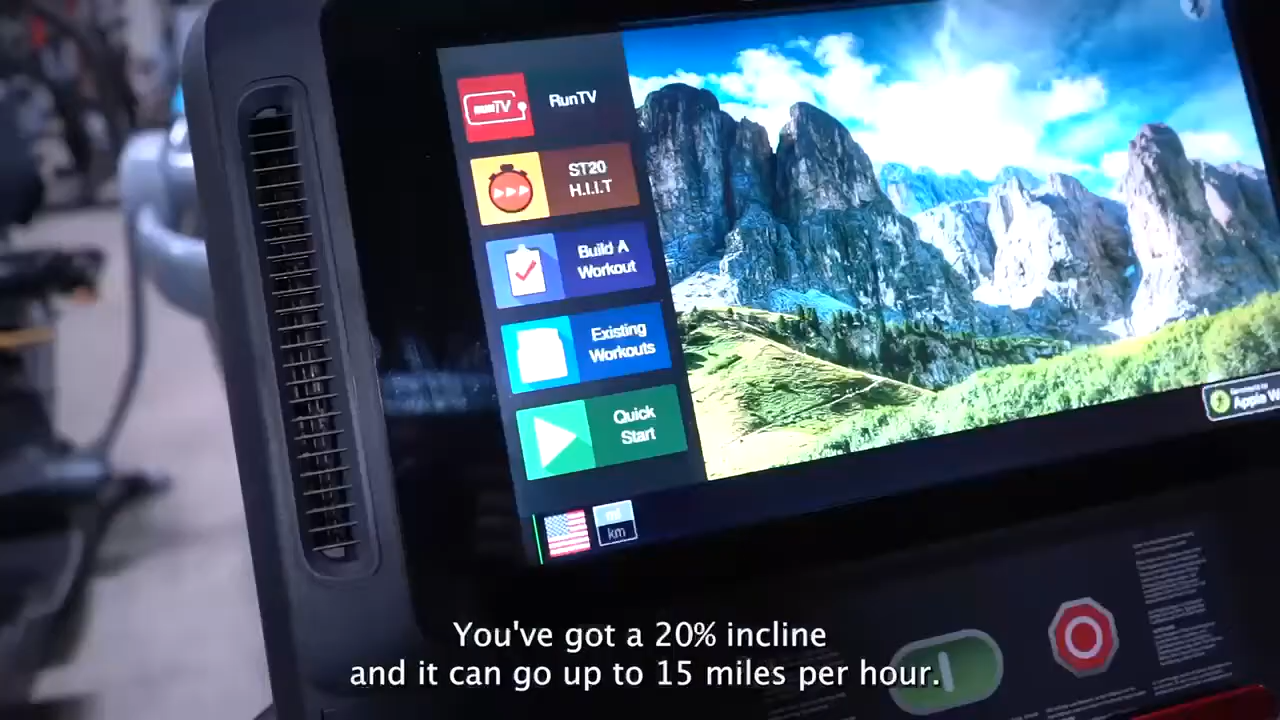 runTV
RunTV
ST20
H.I.I.T
Build A
Workout
Existing
Workouts
Quick
Start
mi
km
Apple W
You've got a 20% incline
and it can go up to 15 miles per hour.